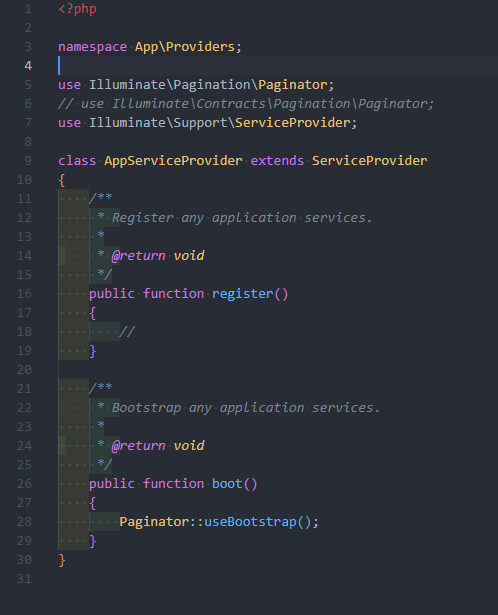 1 <?php
2
3 namespace App\Providers;
4
5 use Illuminate\Pagination\Paginator;
6 // use Illuminate\Contracts\Pagination\Paginator;
7 use Illuminate\Support\ServiceProvider;
8
9 class AppServiceProvider extends ServiceProvider
10 {
11     /**
12      * Register any application services.
13      *
14      * @return void
15      */
16     public function register()
17     {
18         //
19     }
20
21     /**
22      * Bootstrap any application services.
23      *
24      * @return void
25      */
26     public function boot()
27     {
28         Paginator::useBootstrap();
29     }
30 }
31